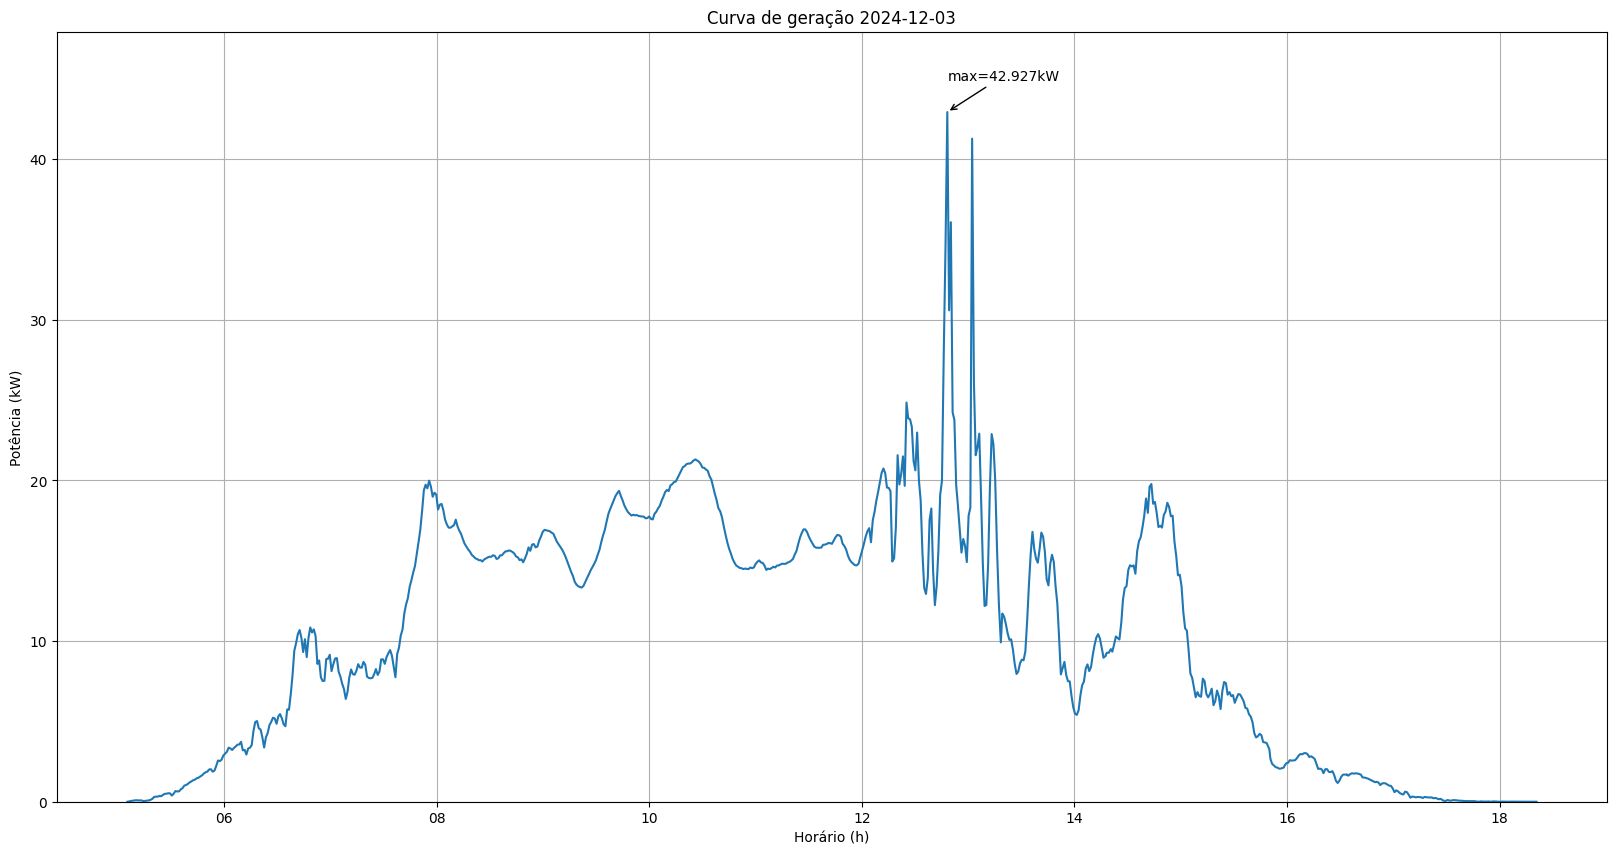 Curva de geração 2024-12-03
max=42.927kW
Potência (kW)
40
30
20
10
0
06 08 10 12 14 16 18
Horário (h)